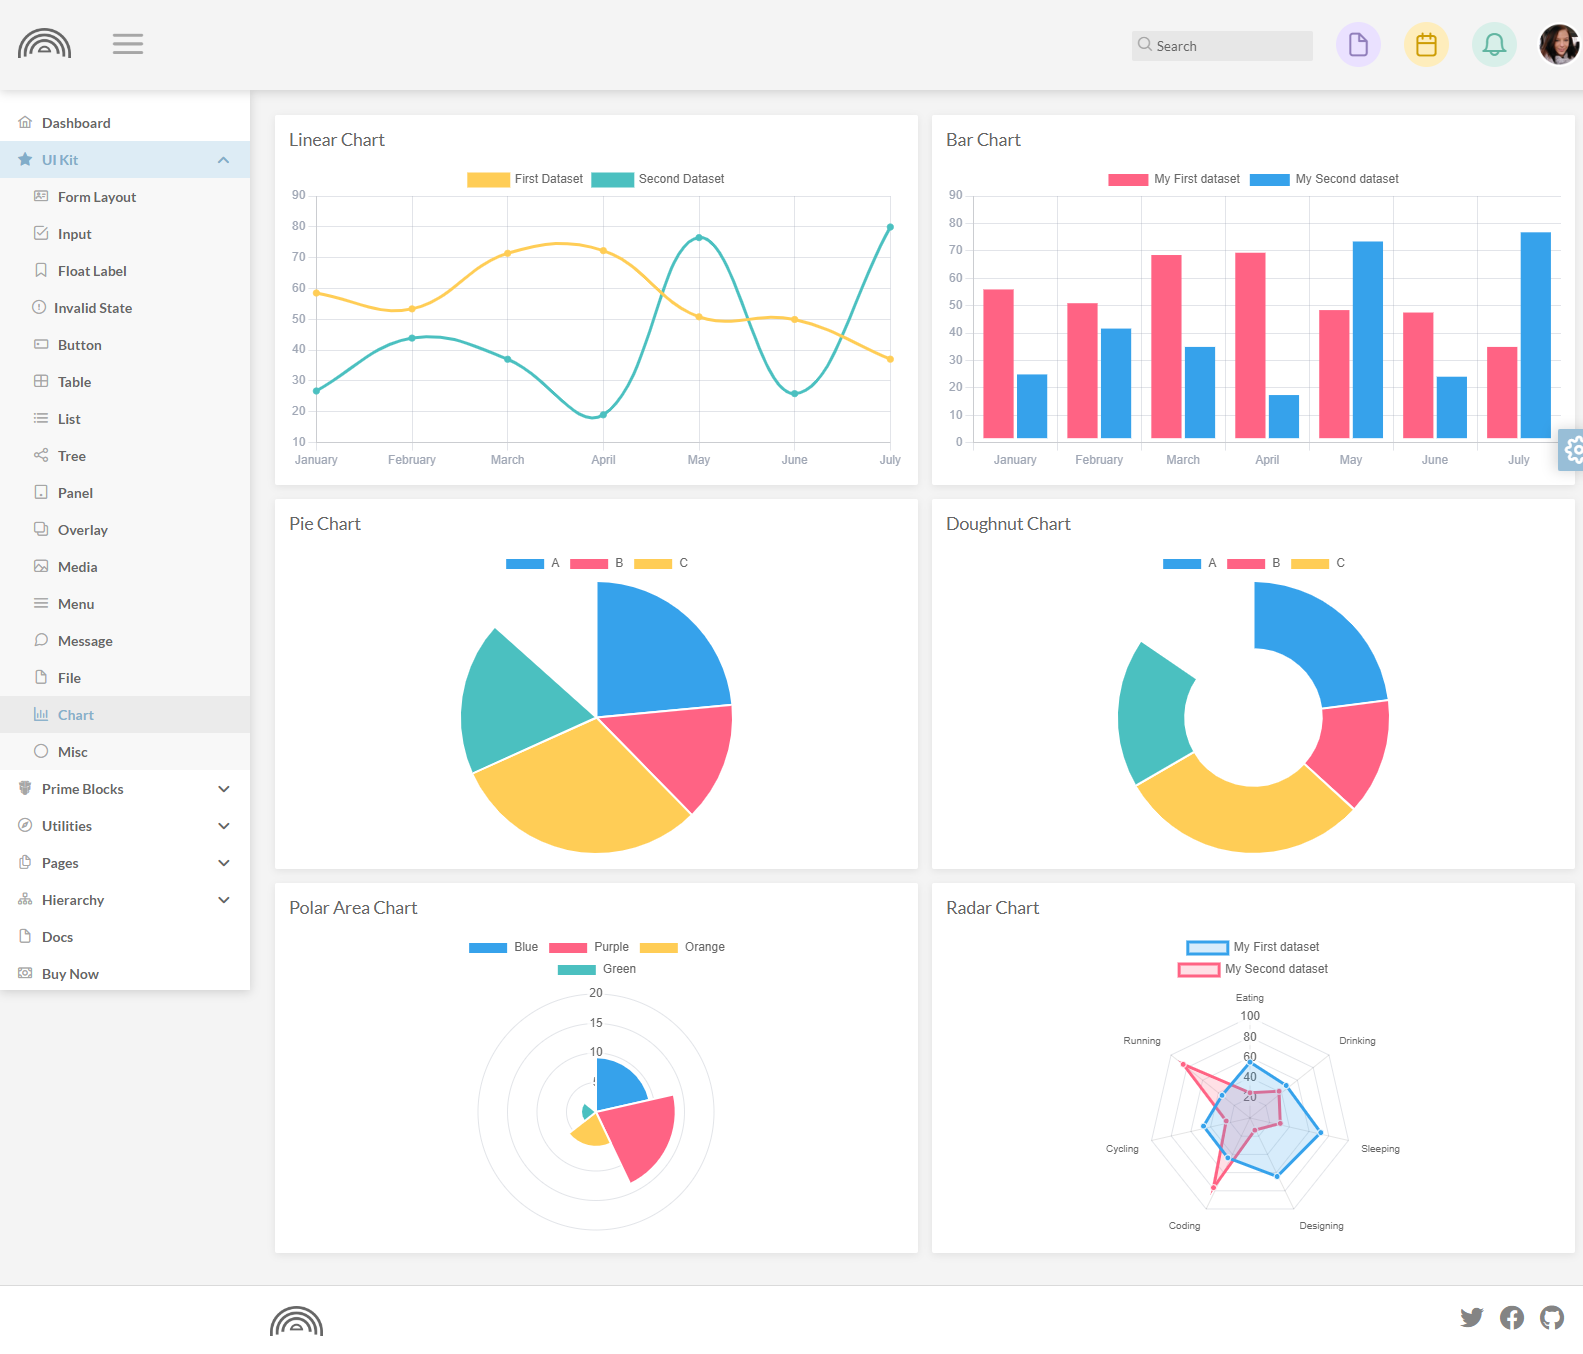 Search
Dashboard
UI Kit
Form Layout
Input
Float Label
Invalid State
Button
Table
List
Tree
Panel
Overlay
Media
Menu
Message
File
Chart
Misc
Prime Blocks
Utilities
Pages
Hierarchy
Docs
Buy Now
Linear Chart
First Dataset Second Dataset
90
80
70
60
50
40
30
20
10
January February March April May June July
Bar Chart
My First dataset My Second dataset
90
80
70
60
50
40
30
20
10
0
January February March April May June July
Pie Chart
A B C
Doughnut Chart
A B C
Polar Area Chart
Blue Purple Orange
Green
20
15
10
Radar Chart
My First dataset
My Second dataset
Eating
100
Running Drinking
80
60
40
20
Cycling Sleeping
Coding Designing